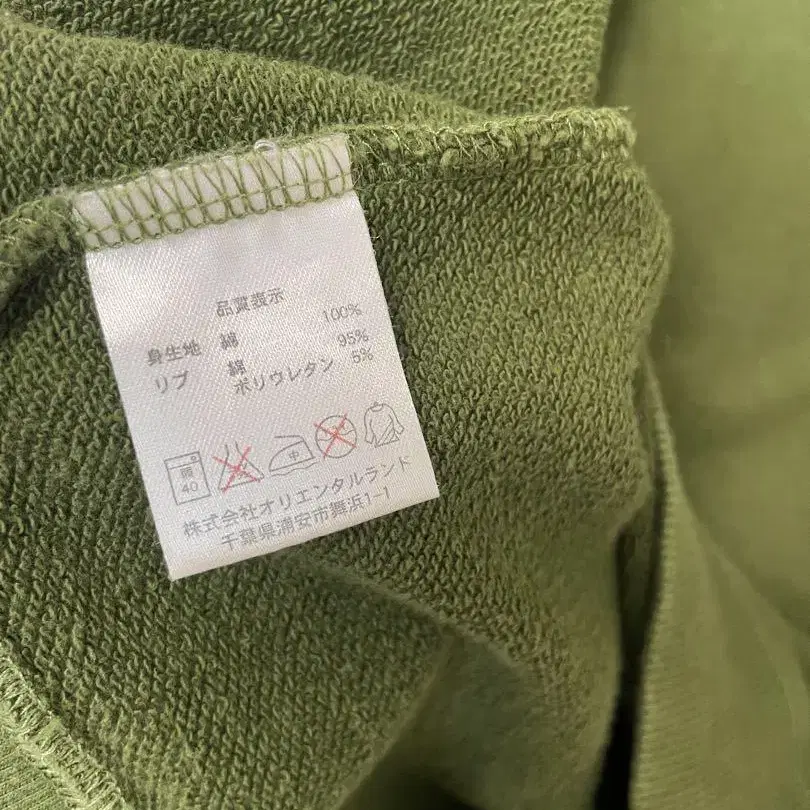 品質表示
身生地 綿 100%
リブ 綿 95%
ポリウレタン 5%
40
中
株式会社オリエンタルランド
千葉県浦安市舞浜1-1